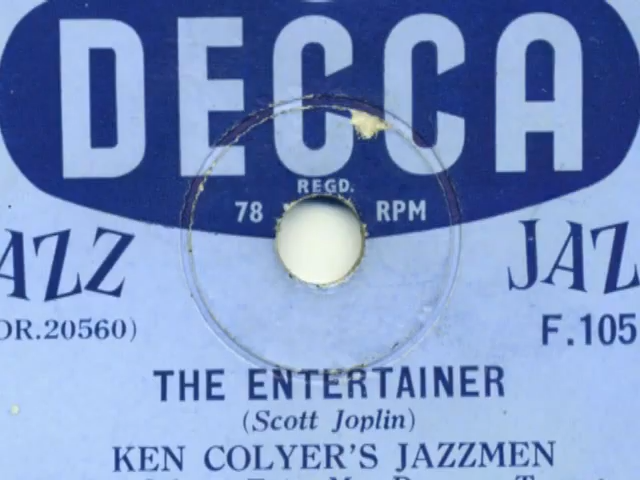 DECCA
REGD.
78 RPM
AZZ JAZ
DR.20560) F.105
THE ENTERTAINER
(Scott Joplin)
KEN COLYER'S JAZZMEN